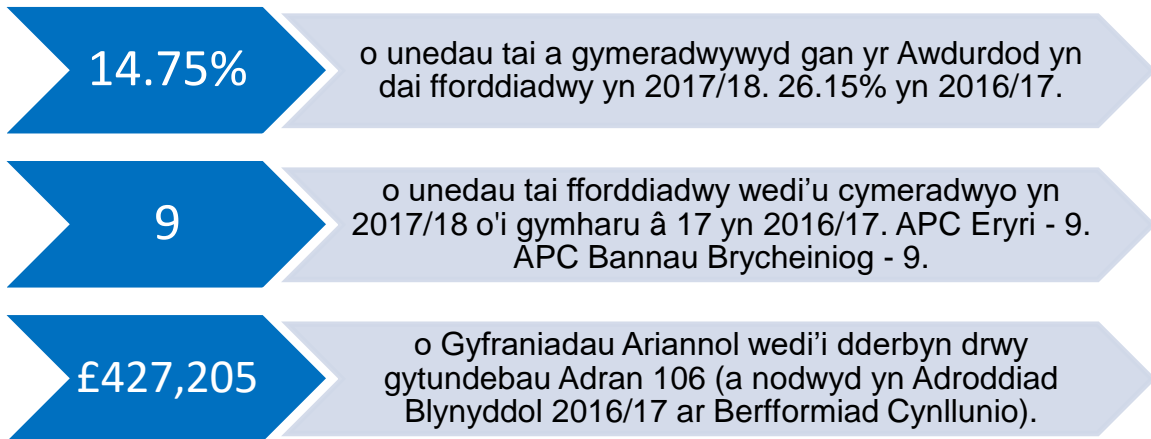 14.75%
o unedau tai a gymeradwywyd gan yr Awdurdod yn
dai fforddiadwy yn 2017/18. 26.15% yn 2016/17.
9
o unedau tai fforddiadwy wedi’u cymeradwyo yn
2017/18 o'i gymharu â 17 yn 2016/17. APC Eryri - 9.
APC Bannau Brycheiniog - 9.
£427,205
o Gyfraniadau Ariannol wedi’i dderbyn drwy
gytundebau Adran 106 (a nodwyd yn Adroddiad
Blynyddol 2016/17 ar Berfformiad Cynllunio).